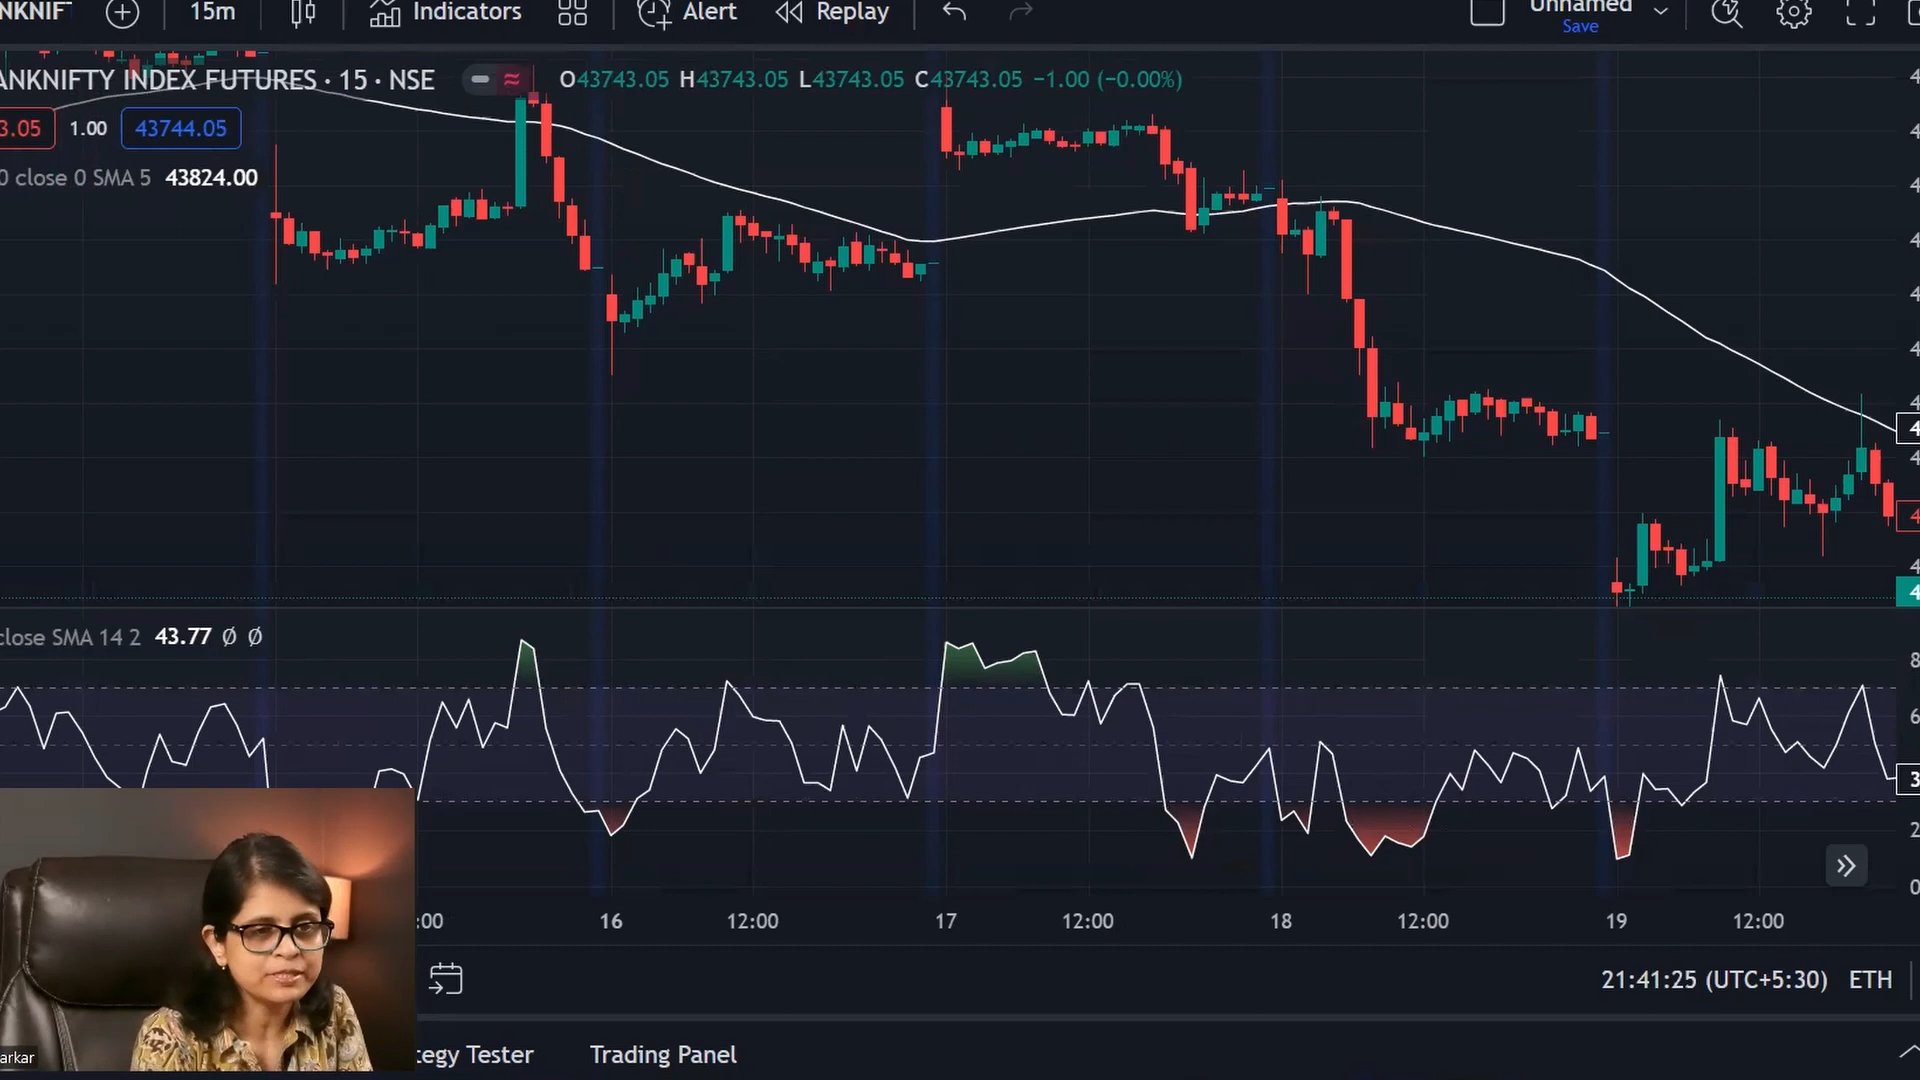 NKNIFT 15m Indicators Alert Replay Unnamed
Save
ANKNIFTY INDEX FUTURES · 15 · NSE O43743.05 H43743.05 L43743.05 C43743.05 −1.00 (−0.00%)
3.05 1.00 43744.05
0 close 0 SMA 5 43824.00
close SMA 14 2 43.77 Ø Ø
:00 16 12:00 17 12:00 18 12:00 19 12:00
21:41:25 (UTC+5:30) ETH
arkar
tegy Tester Trading Panel